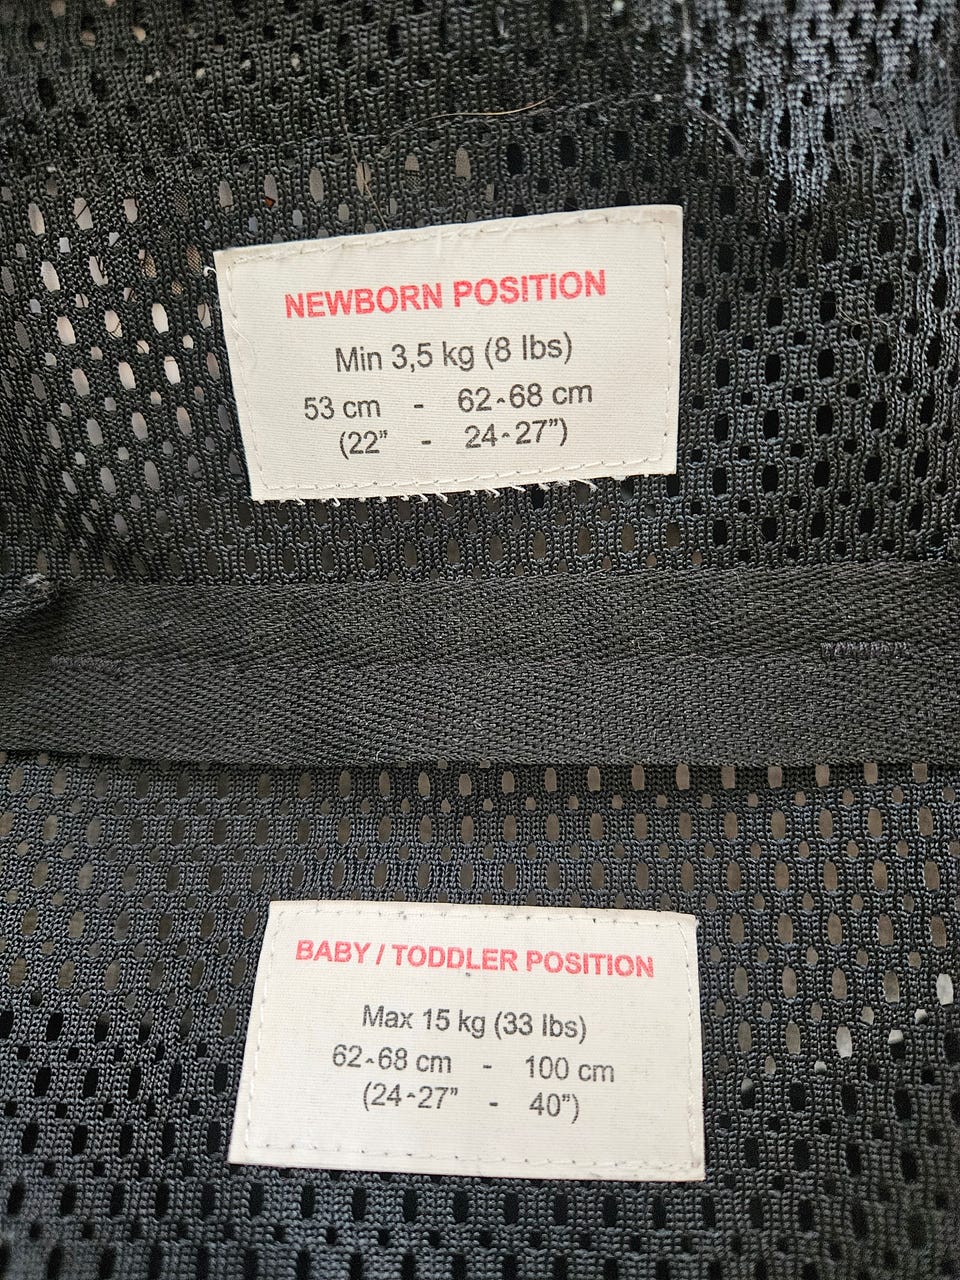 NEWBORN POSITION
Min 3,5 kg (8 lbs)
53 cm - 62-68 cm
(22" - 24-27")
BABY / TODDLER POSITION
Max 15 kg (33 lbs)
62-68 cm - 100 cm
(24-27" - 40")